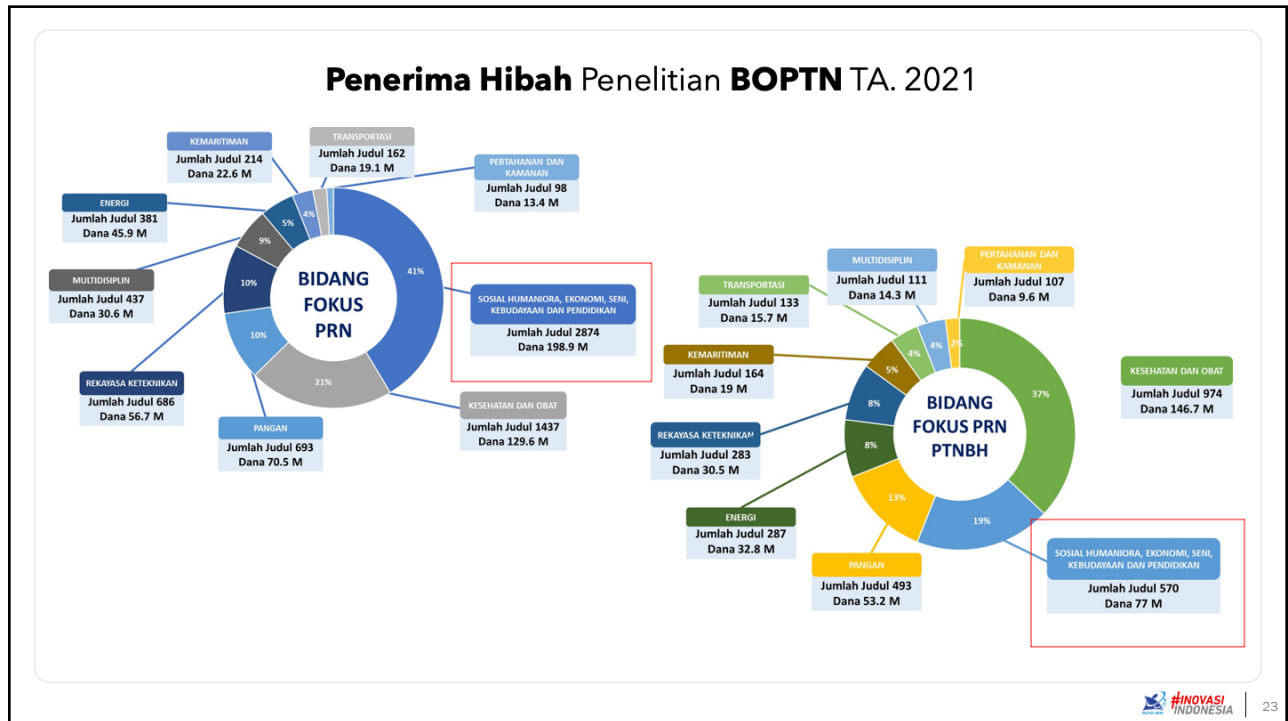 Penerima Hibah Penelitian BOPTN TA. 2021
KEMARITIMAN
Jumlah Judul 214
Dana 22.6 M
TRANSPORTASI
Jumlah Judul 162
Dana 19.1 M
PERTAHANAN DAN
KAMANAN
Jumlah Judul 98
Dana 13.4 M
ENERGI
Jumlah Judul 381
Dana 45.9 M
MULTIDISIPLIN
Jumlah Judul 437
Dana 30.6 M
REKAYASA KETEKNIKAN
Jumlah Judul 686
Dana 56.7 M
PANGAN
Jumlah Judul 693
Dana 70.5 M
KESEHATAN DAN OBAT
Jumlah Judul 1437
Dana 129.6 M
SOSIAL HUMANIORA, EKONOMI, SENI,
KEBUDAYAAN DAN PENDIDIKAN
Jumlah Judul 2874
Dana 198.9 M
4%
5%
9%
10%
10%
21%
41%
BIDANG
FOKUS
PRN
MULTIDISIPLIN
Jumlah Judul 111
Dana 14.3 M
PERTAHANAN DAN
KAMANAN
Jumlah Judul 107
Dana 9.6 M
TRANSPORTASI
Jumlah Judul 133
Dana 15.7 M
KEMARITIMAN
Jumlah Judul 164
Dana 19 M
REKAYASA KETEKNIKAN
Jumlah Judul 283
Dana 30.5 M
ENERGI
Jumlah Judul 287
Dana 32.8 M
PANGAN
Jumlah Judul 493
Dana 53.2 M
KESEHATAN DAN OBAT
Jumlah Judul 974
Dana 146.7 M
SOSIAL HUMANIORA, EKONOMI, SENI,
KEBUDAYAAN DAN PENDIDIKAN
Jumlah Judul 570
Dana 77 M
2%
4%
4%
5%
8%
8%
13%
19%
37%
BIDANG
FOKUS PRN
PTNBH
#INOVASI
INDONESIA
23